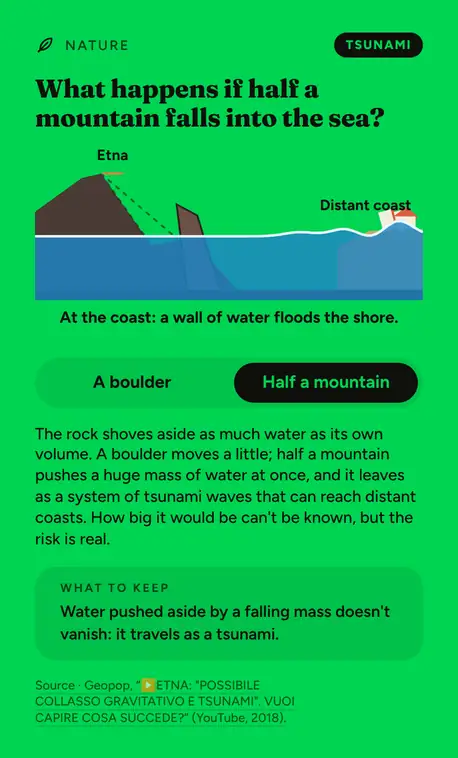 NATURE
TSUNAMI
What happens if half a
mountain falls into the sea?
Etna
Distant coast
At the coast: a wall of water floods the shore.
A boulder
Half a mountain
The rock shoves aside as much water as its own
volume. A boulder moves a little; half a mountain
pushes a huge mass of water at once, and it leaves
as a system of tsunami waves that can reach distant
coasts. How big it would be can't be known, but the
risk is real.
WHAT TO KEEP
Water pushed aside by a falling mass doesn't
vanish: it travels as a tsunami.
Source · Geopop, "▶️ETNA: "POSSIBILE
COLLASSO GRAVITATIVO E TSUNAMI". VUOI
CAPIRE COSA SUCCEDE?" (YouTube, 2018).